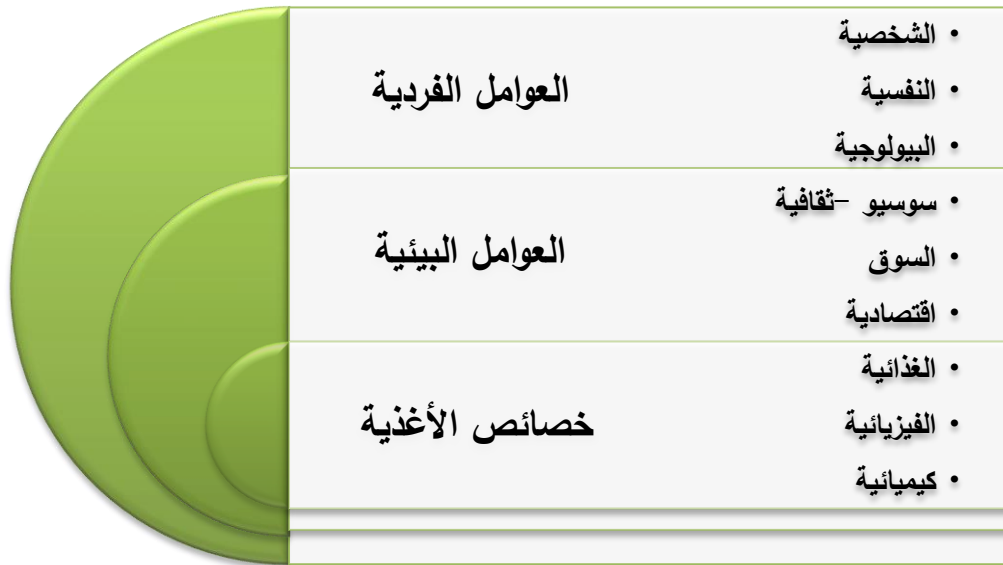 العوامل الفردية
• الشخصية
• النفسية
• البيولوجية
العوامل البيئية
• سوسيو -ثقافية
• السوق
• اقتصادية
خصائص الأغذية
• الغذائية
• الفيزيائية
• كيميائية